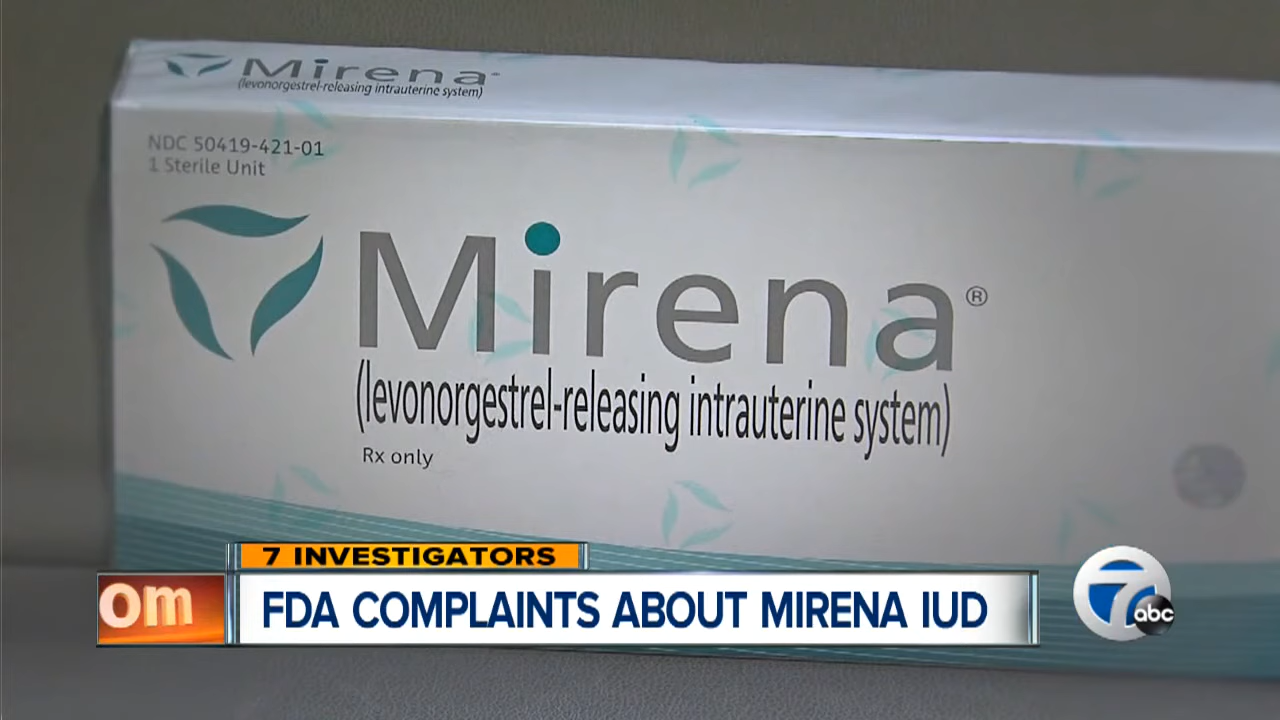 Mirena®
(levonorgestrel-releasing intrauterine system)
NDC 50419-421-01
1 Sterile Unit
Mirena®
(levonorgestrel-releasing intrauterine system)
Rx only
7 INVESTIGATORS
om
FDA COMPLAINTS ABOUT MIRENA IUD
7 abc